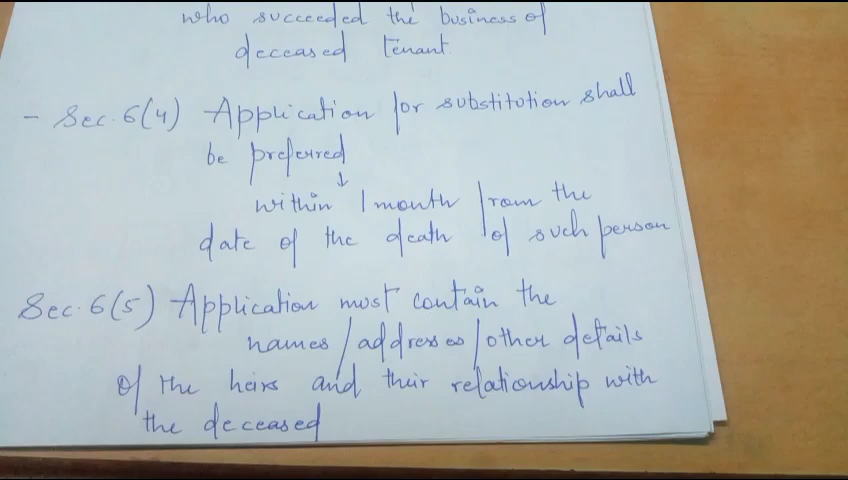 who succeeded the business of
deceased tenant.
- Sec. 6(4) Application for substitution shall
be preferred
↓
within 1 month from the
date of the death of such person
Sec. 6(5) Application must contain the
names/addresses/other details
of the heirs and their relationship with
the deceased